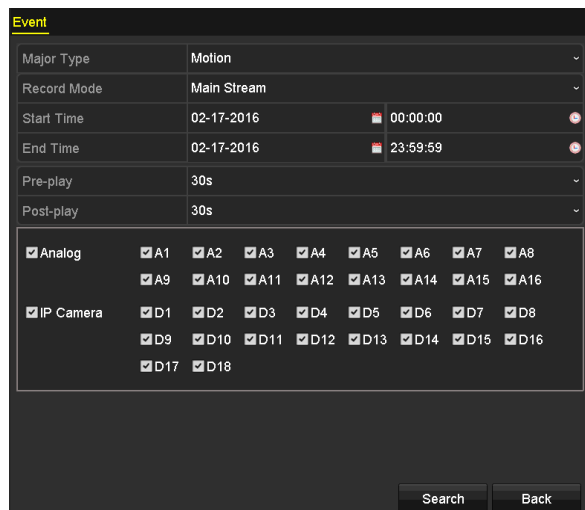 Event
Major Type Motion
Record Mode Main Stream
Start Time 02-17-2016 00:00:00
End Time 02-17-2016 23:59:59
Pre-play 30s
Post-play 30s
Analog A1 A2 A3 A4 A5 A6 A7 A8
A9 A10 A11 A12 A13 A14 A15 A16
IP Camera D1 D2 D3 D4 D5 D6 D7 D8
D9 D10 D11 D12 D13 D14 D15 D16
D17 D18
Search Back